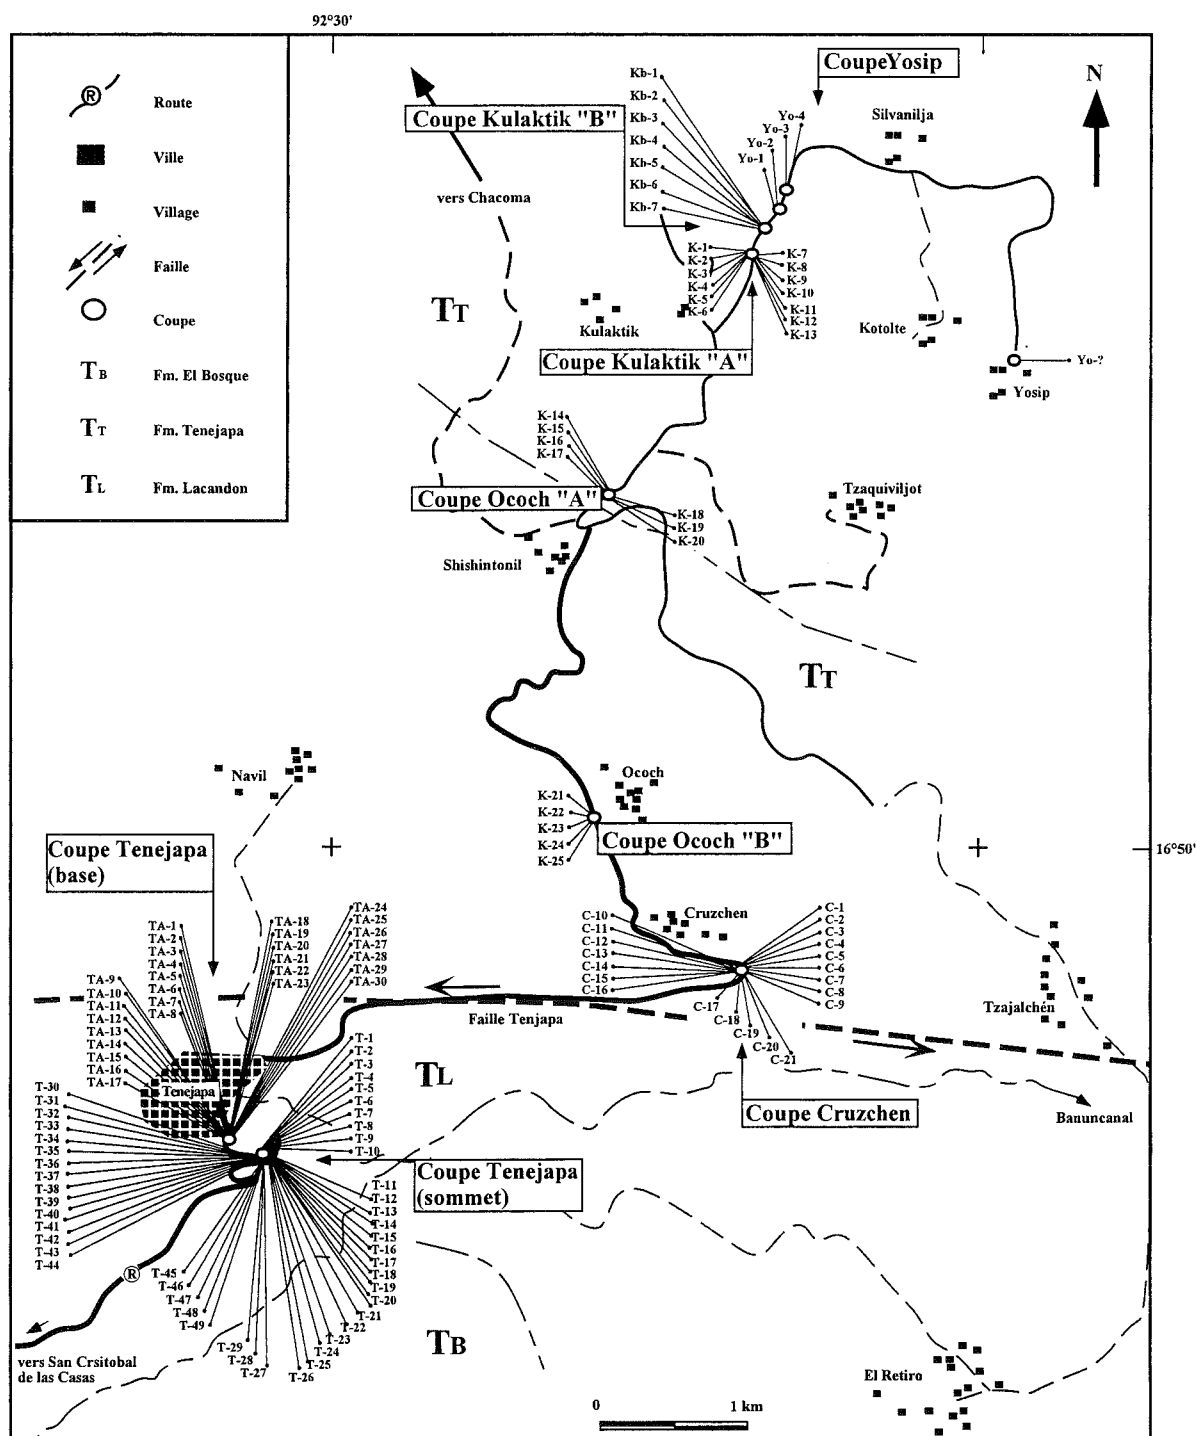 92°30'
Route
Ville
Village
Faille
Coupe
TB Fm. El Bosque
TT Fm. Tenejapa
TL Fm. Lacandon
R
N
CoupeYosip
Coupe Kulaktik "B"
vers Chacoma
Kb-1
Kb-2
Kb-3
Kb-4
Kb-5
Kb-6
Kb-7
Yo-4
Yo-3
Yo-2
Yo-1
Silvanilja
K-1
K-2
K-3
K-4
K-5
K-6
K-7
K-8
K-9
K-10
K-11
K-12
K-13
TT
Kulaktik
Kotolte
Coupe Kulaktik "A"
Yo-?
Yosip
K-14
K-15
K-16
K-17
Coupe Ococh "A"
K-18
K-19
K-20
Tzaquiviljot
Shishintonil
TT
Navil
Ococh
K-21
K-22
K-23
K-24
K-25
Coupe Ococh "B"
16°50'
Coupe Tenejapa
(base)
TA-1
TA-2
TA-3
TA-4
TA-5
TA-6
TA-7
TA-8
TA-9
TA-10
TA-11
TA-12
TA-13
TA-14
TA-15
TA-16
TA-17
TA-18
TA-19
TA-20
TA-21
TA-22
TA-23
TA-24
TA-25
TA-26
TA-27
TA-28
TA-29
TA-30
Cruzchen
C-10
C-11
C-12
C-13
C-14
C-15
C-16
C-1
C-2
C-3
C-4
C-5
C-6
C-7
C-8
C-9
C-17
C-18
C-19
C-20
C-21
Tzajalchén
Faille Tenjapa
Tenejapa
TL
Coupe Cruzchen
Bauuncanal
T-1
T-2
T-3
T-4
T-5
T-6
T-7
T-8
T-9
T-10
Coupe Tenejapa
(sommet)
T-11
T-12
T-13
T-14
T-15
T-16
T-17
T-18
T-19
T-20
T-21
T-22
T-23
T-24
T-25
T-26
T-27
T-28
T-29
T-30
T-31
T-32
T-33
T-34
T-35
T-36
T-37
T-38
T-39
T-40
T-41
T-42
T-43
T-44
T-45
T-46
T-47
T-48
T-49
R
vers San Crsitobal
de las Casas
TB
El Retiro
0 1 km